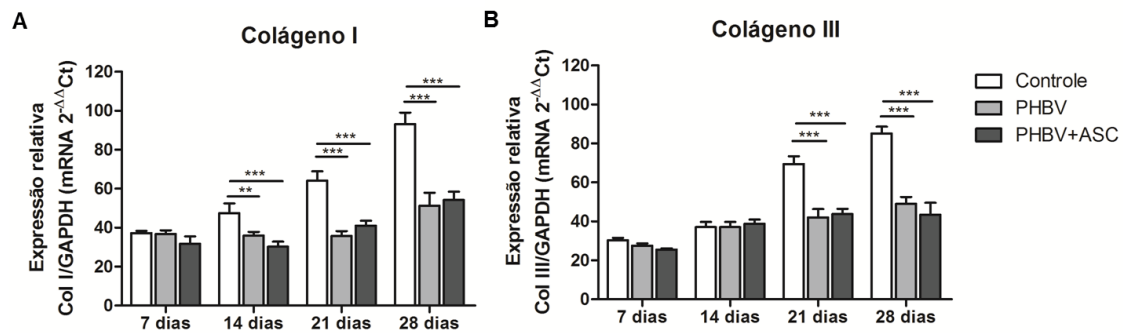 A
Colágeno I
Expressão relativa
Col I/GAPDH (mRNA 2^-ΔΔCt)
120
100
80
60
40
20
0
***
**
***
***
***
***
7 dias
14 dias
21 dias
28 dias
B
Colágeno III
Expressão relativa
Col III/GAPDH (mRNA 2^-ΔΔCt)
120
100
80
60
40
20
0
***
***
***
***
7 dias
14 dias
21 dias
28 dias
Controle
PHBV
PHBV+ASC